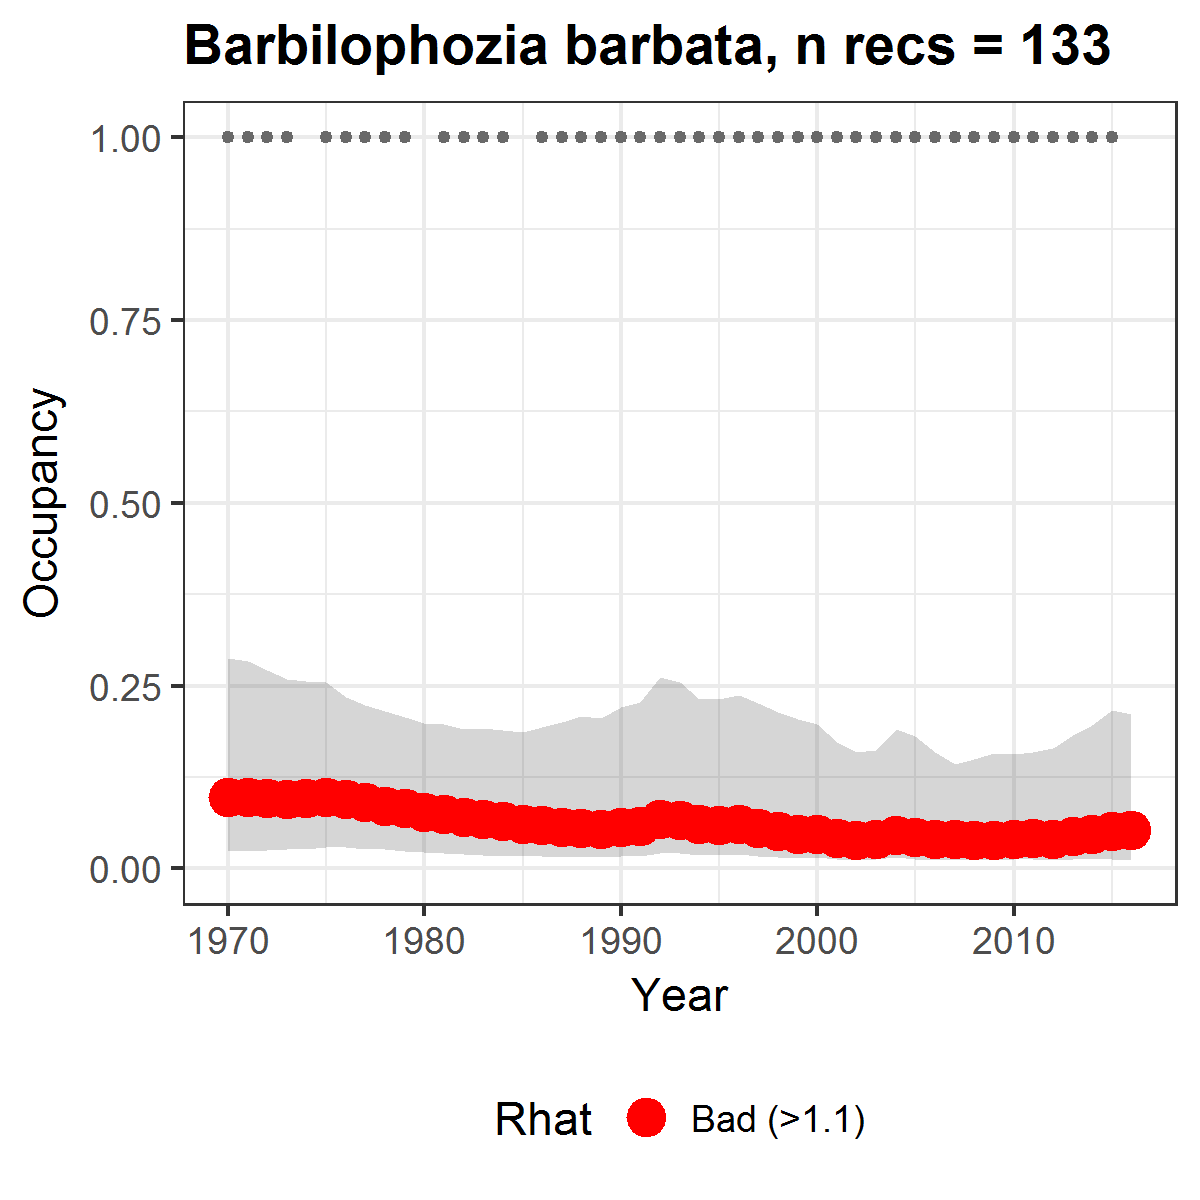 Barbilophozia barbata, n recs = 133
1.00
0.75
0.50
0.25
0.00
Occupancy
1970 1980 1990 2000 2010
Year
Rhat Bad (>1.1)